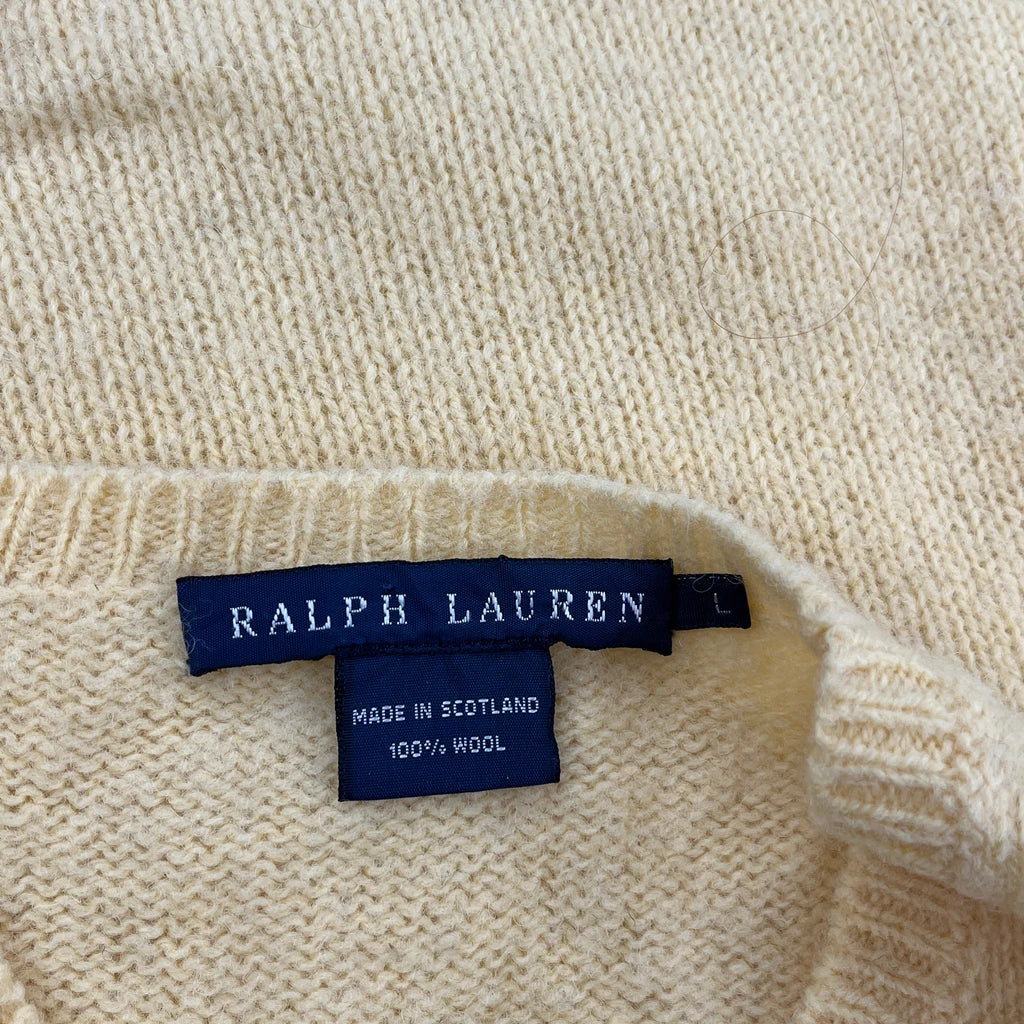 RALPH LAUREN
L
MADE IN SCOTLAND
100% WOOL